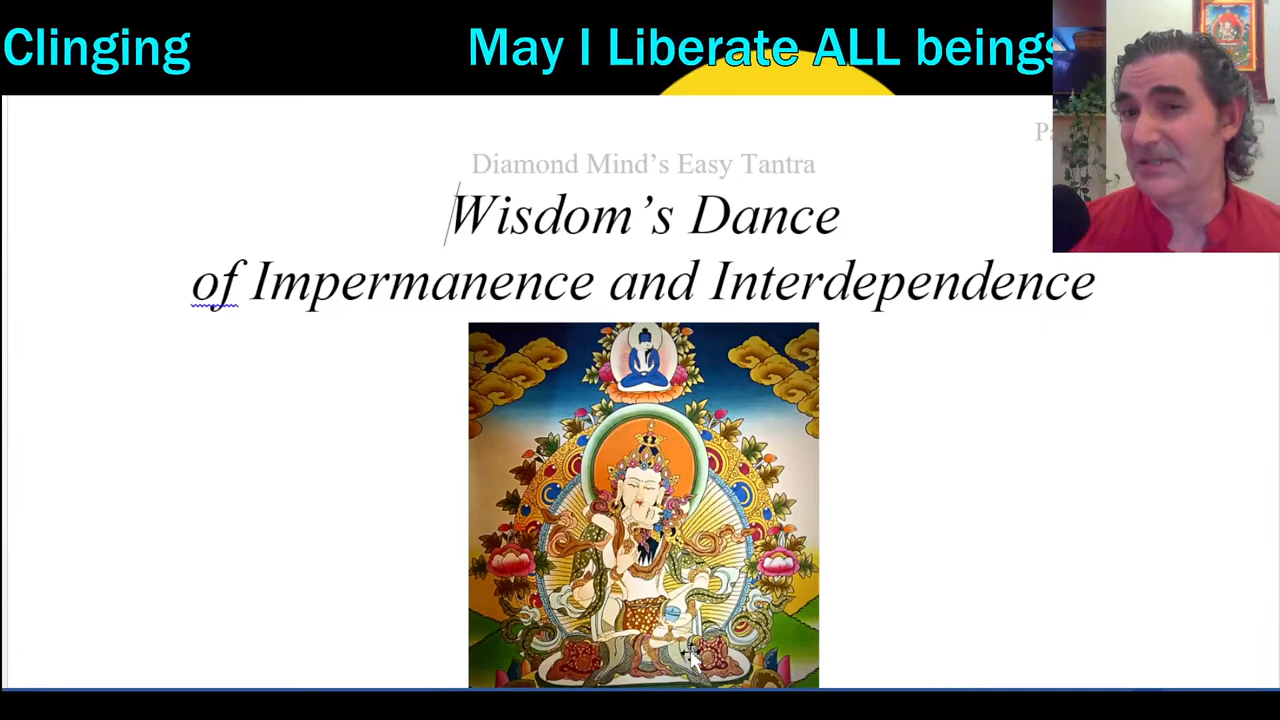 Clinging May I Liberate ALL beings
Diamond Mind’s Easy Tantra
Wisdom’s Dance
of Impermanence and Interdependence